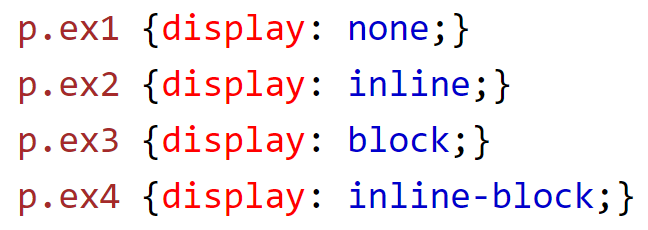 p.ex1 {display: none;}
p.ex2 {display: inline;}
p.ex3 {display: block;}
p.ex4 {display: inline-block;}